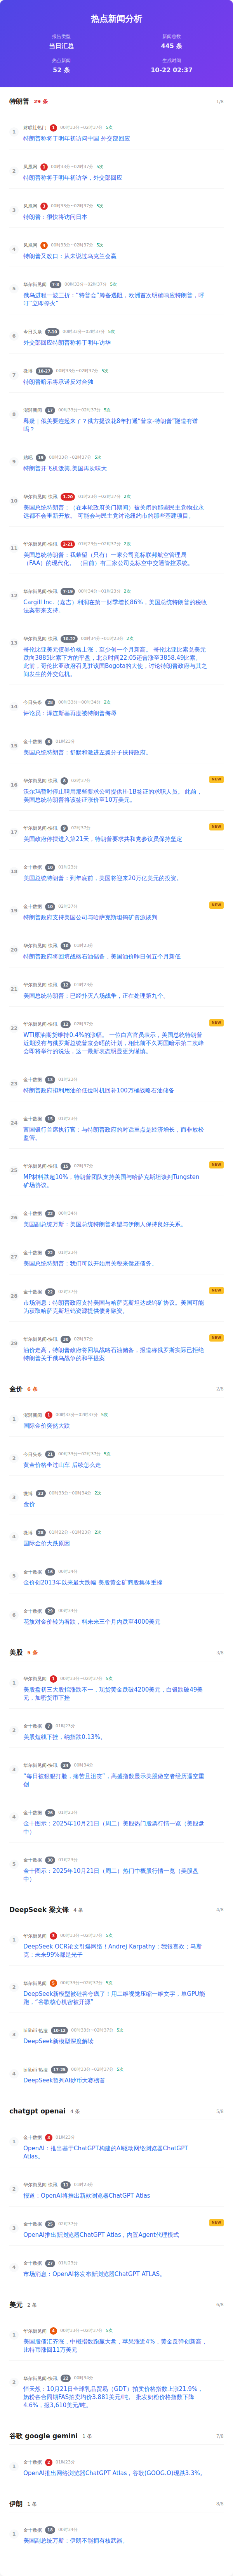 热点新闻分析
报告类型
新闻总数
当日汇总
445 条
热点新闻
生成时间
52 条
10-22 02:37
特朗普 29 条 1/8
1 财联社热门 1 00时33分~02时37分 5次
特朗普称将于明年初访问中国 外交部回应
2 凤凰网 1 00时33分~02时37分 5次
特朗普称将于明年初访华，外交部回应
3 凤凰网 3 00时33分~02时37分 5次
特朗普：很快将访问日本
4 凤凰网 4 00时33分~02时37分 5次
特朗普又改口：从未说过乌克兰会赢
5 华尔街见闻 7-8 00时33分~02时37分 5次
俄乌进程一波三折：“特普会”筹备遇阻，欧洲首次明确响应特朗普，呼
吁“立即停火”
6 今日头条 7-10 00时33分~02时37分 5次
外交部回应特朗普称将于明年访华
7 微博 10-27 00时33分~02时37分 5次
特朗普暗示将承诺反对台独
8 澎湃新闻 17 00时33分~02时37分 5次
释疑｜俄美要连起来了？俄方提议花8年打通“普京-特朗普”隧道有谱
吗？
9 贴吧 19 00时33分~02时37分 5次
特朗普开飞机泼粪,美国再次味大
10 华尔街见闻-快讯 1-20 01时23分~02时37分 2次
美国总统特朗普：（在本轮政府关门期间）被关闭的那些民主党物业永
远都不会重新开放。 可能会与民主党讨论纽约市的那些基建项目。
11 华尔街见闻-快讯 2-21 01时23分~02时37分 2次
美国总统特朗普：我希望（只有）一家公司竞标联邦航空管理局
（FAA）的现代化。 （目前）有三家公司竞标空中交通管控系统。
12 华尔街见闻-快讯 7-19 00时34分~01时23分 2次
Cargill Inc.（嘉吉）利润在第一财季增长86%，美国总统特朗普的税收
法案带来支持。
13 华尔街见闻-快讯 10-22 00时34分~01时23分 2次
哥伦比亚美元债券价格上涨，至少创一个月新高。 哥伦比亚比索兑美元
跌向3885比索下方的平盘，北京时间22:05还曾涨至3858.49比索。
此前，哥伦比亚政府召见驻该国Bogota的大使，讨论特朗普政府与其之
间发生的外交危机。
14 今日头条 28 00时33分~00时34分 2次
评论员：泽连斯基再度被特朗普侮辱
15 金十数据 8 01时23分
美国总统特朗普：舒默和激进左翼分子挟持政府。
16 华尔街见闻-快讯 8 02时37分 NEW
沃尔玛暂时停止聘用那些要求公司提供H-1B签证的求职人员。 此前，
美国总统特朗普将该签证涨价至10万美元。
17 华尔街见闻-快讯 9 02时37分 NEW
美国政府停摆进入第21天，特朗普要求共和党参议员保持坚定
18 金十数据 10 01时23分
美国总统特朗普：到年底前，美国将迎来20万亿美元的投资。
19 金十数据 10 02时37分 NEW
特朗普政府支持美国公司与哈萨克斯坦钨矿资源谈判
20 华尔街见闻-快讯 10 01时23分
特朗普政府将回填战略石油储备，美国油价昨日创五个月新低
21 华尔街见闻-快讯 12 01时23分
美国总统特朗普：已经扑灭八场战争，正在处理第九个。
22 华尔街见闻-快讯 12 02时37分 NEW
WTI原油期货维持0.4%的涨幅。 一位白宫官员表示，美国总统特朗普
近期没有与俄罗斯总统普京会晤的计划，相比前不久两国暗示第二次峰
会即将举行的说法，这一最新表态明显更为谨慎。
23 金十数据 13 01时23分
特朗普政府拟利用油价低位时机回补100万桶战略石油储备
24 金十数据 15 01时23分
富国银行首席执行官：与特朗普政府的对话重点是经济增长，而非放松
监管。
25 华尔街见闻-快讯 15 02时37分 NEW
MP材料跌超10%，特朗普团队支持美国与哈萨克斯坦谈判Tungsten
矿场协议。
26 金十数据 22 00时34分
美国副总统万斯：美国总统特朗普希望与伊朗人保持良好关系。
27 金十数据 22 01时23分
美国总统特朗普：我们可以开始用关税来偿还债务。
28 金十数据 22 02时37分 NEW
市场消息：特朗普政府支持美国与哈萨克斯坦达成钨矿协议。美国可能
为获取哈萨克斯坦钨资源提供债务融资。
29 华尔街见闻-快讯 30 02时37分 NEW
油价走高，特朗普政府将回填战略石油储备，报道称俄罗斯实际已拒绝
特朗普关于俄乌战争的和平提案
金价 6 条 2/8
1 澎湃新闻 1 00时33分~02时37分 5次
国际金价突然大跌
2 今日头条 21 00时33分~02时37分 5次
黄金价格坐过山车 后续怎么走
3 微博 23 00时33分~00时34分 2次
金价
4 微博 28 01时23分~01时23分 2次
国际金价大跌原因
5 金十数据 16 00时34分
金价创2013年以来最大跌幅 美股黄金矿商股集体重挫
6 金十数据 28 00时34分
花旗对金价转为看跌，料未来三个月内跌至4000美元
美股 5 条 3/8
1 华尔街见闻 1 00时33分~02时37分 5次
美股盘初三大股指涨跌不一，现货黄金跌破4200美元，白银跌破49美
元，加密货币下挫
2 金十数据 7 01时23分
美股短线下挫，纳指跌0.13%。
3 华尔街见闻-快讯 24 00时34分
“每日被狠狠打脸，痛苦且沮丧”，高盛指数显示美股做空者经历逼空重
创
4 金十数据 26 01时23分
金十图示：2025年10月21日（周二）美股热门股票行情一览（美股盘
中）
5 金十数据 30 01时23分
金十图示：2025年10月21日（周二）热门中概股行情一览（美股盘
中）
DeepSeek 梁文锋 4 条 4/8
1 华尔街见闻 2 00时33分~02时37分 5次
DeepSeek OCR论文引爆网络！Andrej Karpathy：我很喜欢；马斯
克：未来99%都是光子
2 华尔街见闻 5 00时33分~02时37分 5次
DeepSeek新模型被硅谷夸疯了！用二维视觉压缩一维文字，单GPU能
跑，“谷歌核心机密被开源”
3 bilibili 热搜 10-12 00时33分~02时37分 5次
DeepSeek新模型深度解读
4 bilibili 热搜 17-26 00时33分~02时37分 5次
DeepSeek暂列AI炒币大赛榜首
chatgpt openai 4 条 5/8
1 金十数据 3 01时23分
OpenAI：推出基于ChatGPT构建的AI驱动网络浏览器ChatGPT
Atlas。
2 华尔街见闻-快讯 11 01时23分
报道：OpenAI将推出新款浏览器ChatGPT Atlas
3 金十数据 25 02时37分 NEW
OpenAI推出新浏览器ChatGPT Atlas，内置Agent代理模式
4 金十数据 27 01时23分
市场消息：OpenAI将发布新浏览器ChatGPT ATLAS。
美元 2 条 6/8
1 华尔街见闻 4 00时33分~02时37分 5次
美国股债汇齐涨，中概指数跑赢大盘，苹果涨近4%，黄金反弹创新高，
比特币涨回11万美元
2 华尔街见闻-快讯 23 00时34分
恒天然：10月21日全球乳品贸易（GDT）拍卖价格指数上涨21.9%，
奶粉各合同期FAS拍卖均价3.881美元/吨。 批发奶粉价格指数下降
4.6%，报3,610美元/吨。
谷歌 google gemini 1 条 7/8
1 金十数据 2 01时23分
OpenAI推出网络浏览器ChatGPT Atlas，谷歌(GOOG.O)现跌3.3%。
伊朗 1 条 8/8
1 金十数据 18 00时34分
美国副总统万斯：伊朗不能拥有核武器。